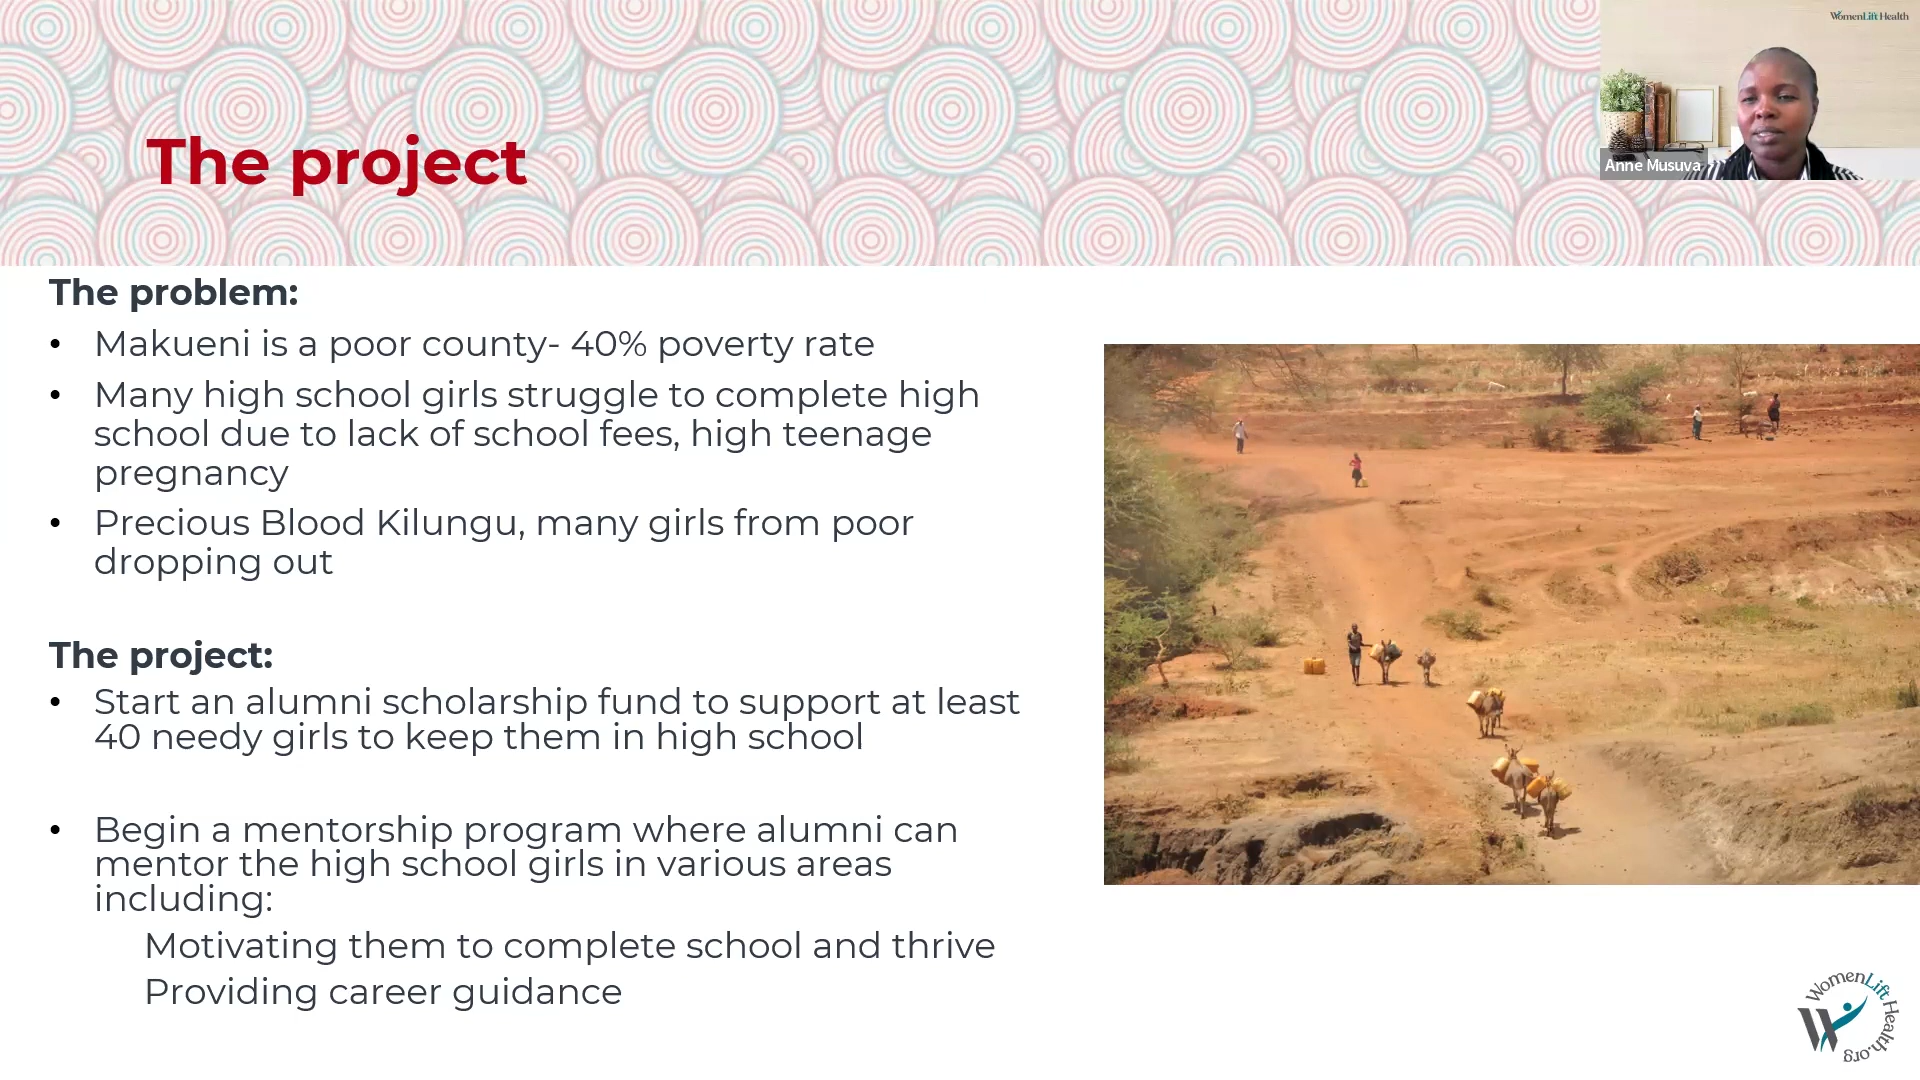 WomenLift Health
Anne Musuva
The project
The problem:
• Makueni is a poor county- 40% poverty rate
• Many high school girls struggle to complete high
school due to lack of school fees, high teenage
pregnancy
• Precious Blood Kilungu, many girls from poor
dropping out
The project:
• Start an alumni scholarship fund to support at least
40 needy girls to keep them in high school
• Begin a mentorship program where alumni can
mentor the high school girls in various areas
including:
Motivating them to complete school and thrive
Providing career guidance
WomenLift Health.org